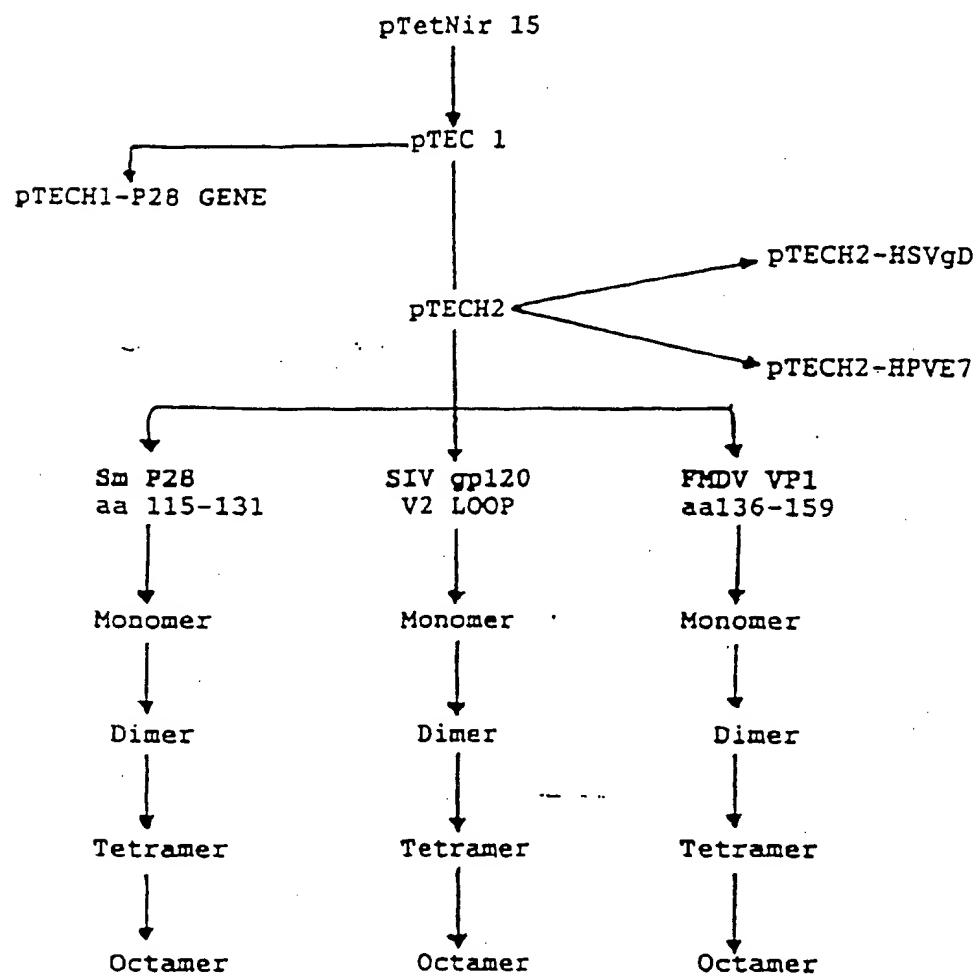 pTetNir 15
pTEC 1
pTECH1-P28 GENE
pTECH2-HSVgD
pTECH2
pTECH2-HPVE7
Sm P28
aa 115-131
SIV gp120
V2 LOOP
FMDV VP1
aa136-159
Monomer
Monomer
Monomer
Dimer
Dimer
Dimer
Tetramer
Tetramer
Tetramer
Octamer
Octamer
Octamer